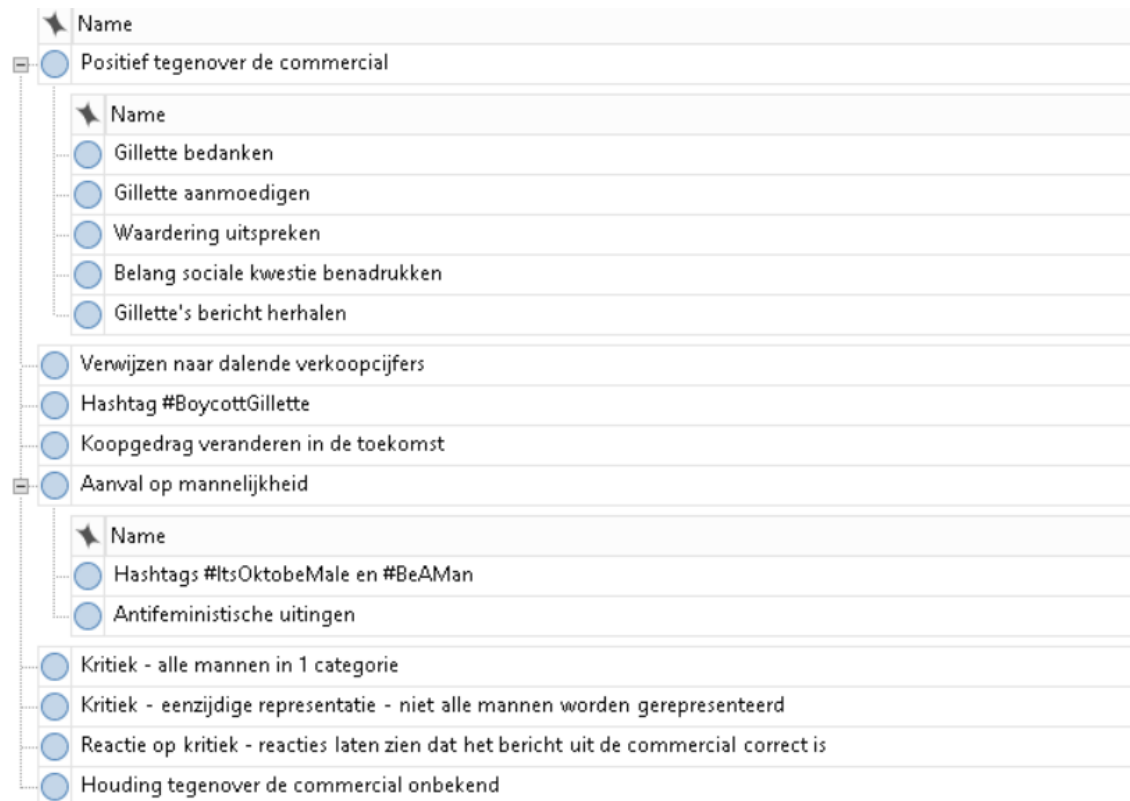 Name
Positief tegenover de commercial
Name
Gillette bedanken
Gillette aanmoedigen
Waardering uitspreken
Belang sociale kwestie benadrukken
Gillette's bericht herhalen
Verwijzen naar dalende verkoopcijfers
Hashtag #BoycottGillette
Koopgedrag veranderen in de toekomst
Aanval op mannelijkheid
Name
Hashtags #ItsOktobeMale en #BeAMan
Antifeministische uitingen
Kritiek - alle mannen in 1 categorie
Kritiek - eenzijdige representatie - niet alle mannen worden gerepresenteerd
Reactie op kritiek - reacties laten zien dat het bericht uit de commercial correct is
Houding tegenover de commercial onbekend